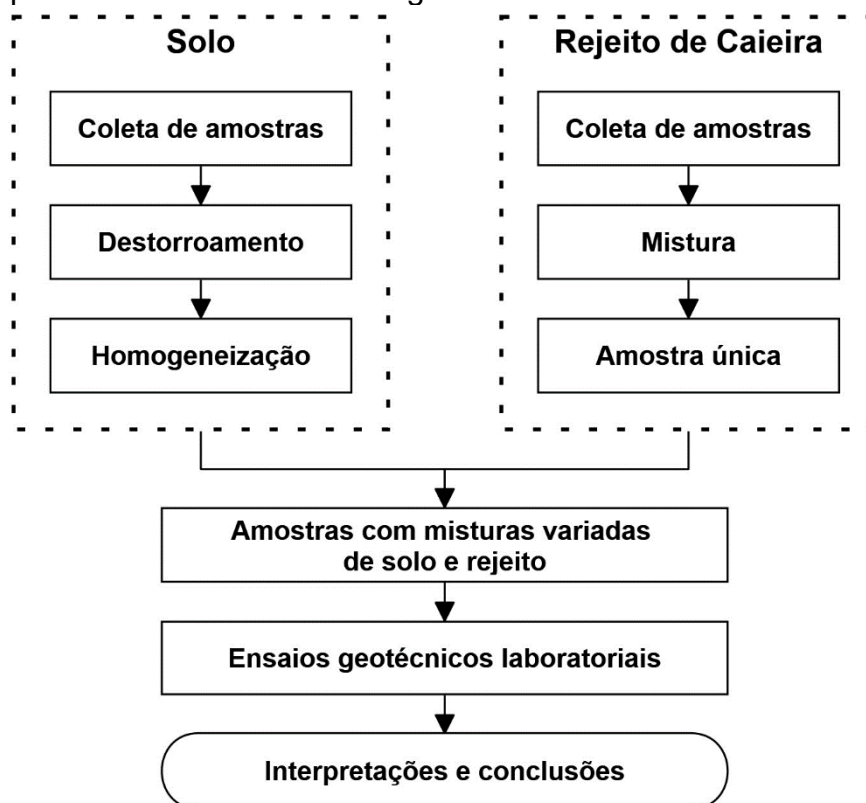 Solo
Coleta de amostras
Destorroamento
Homogeneização
Rejeito de Caieira
Coleta de amostras
Mistura
Amostra única
Amostras com misturas variadas
de solo e rejeito
Ensaios geotécnicos laboratoriais
Interpretações e conclusões